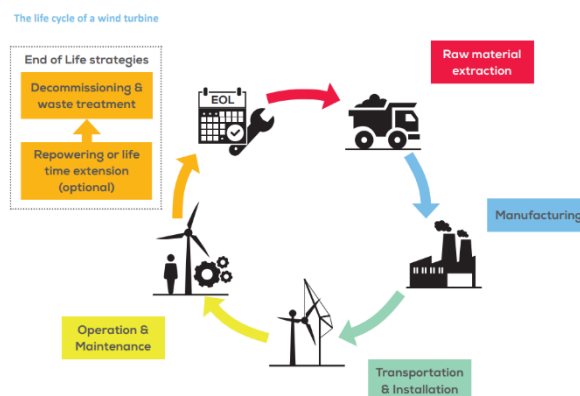 The life cycle of a wind turbine
End of Life strategies
Decommissioning &
waste treatment
Repowering or life
time extension
(optional)
EOL
Raw material
extraction
Manufacturing
Operation &
Maintenance
Transportation
& Installation